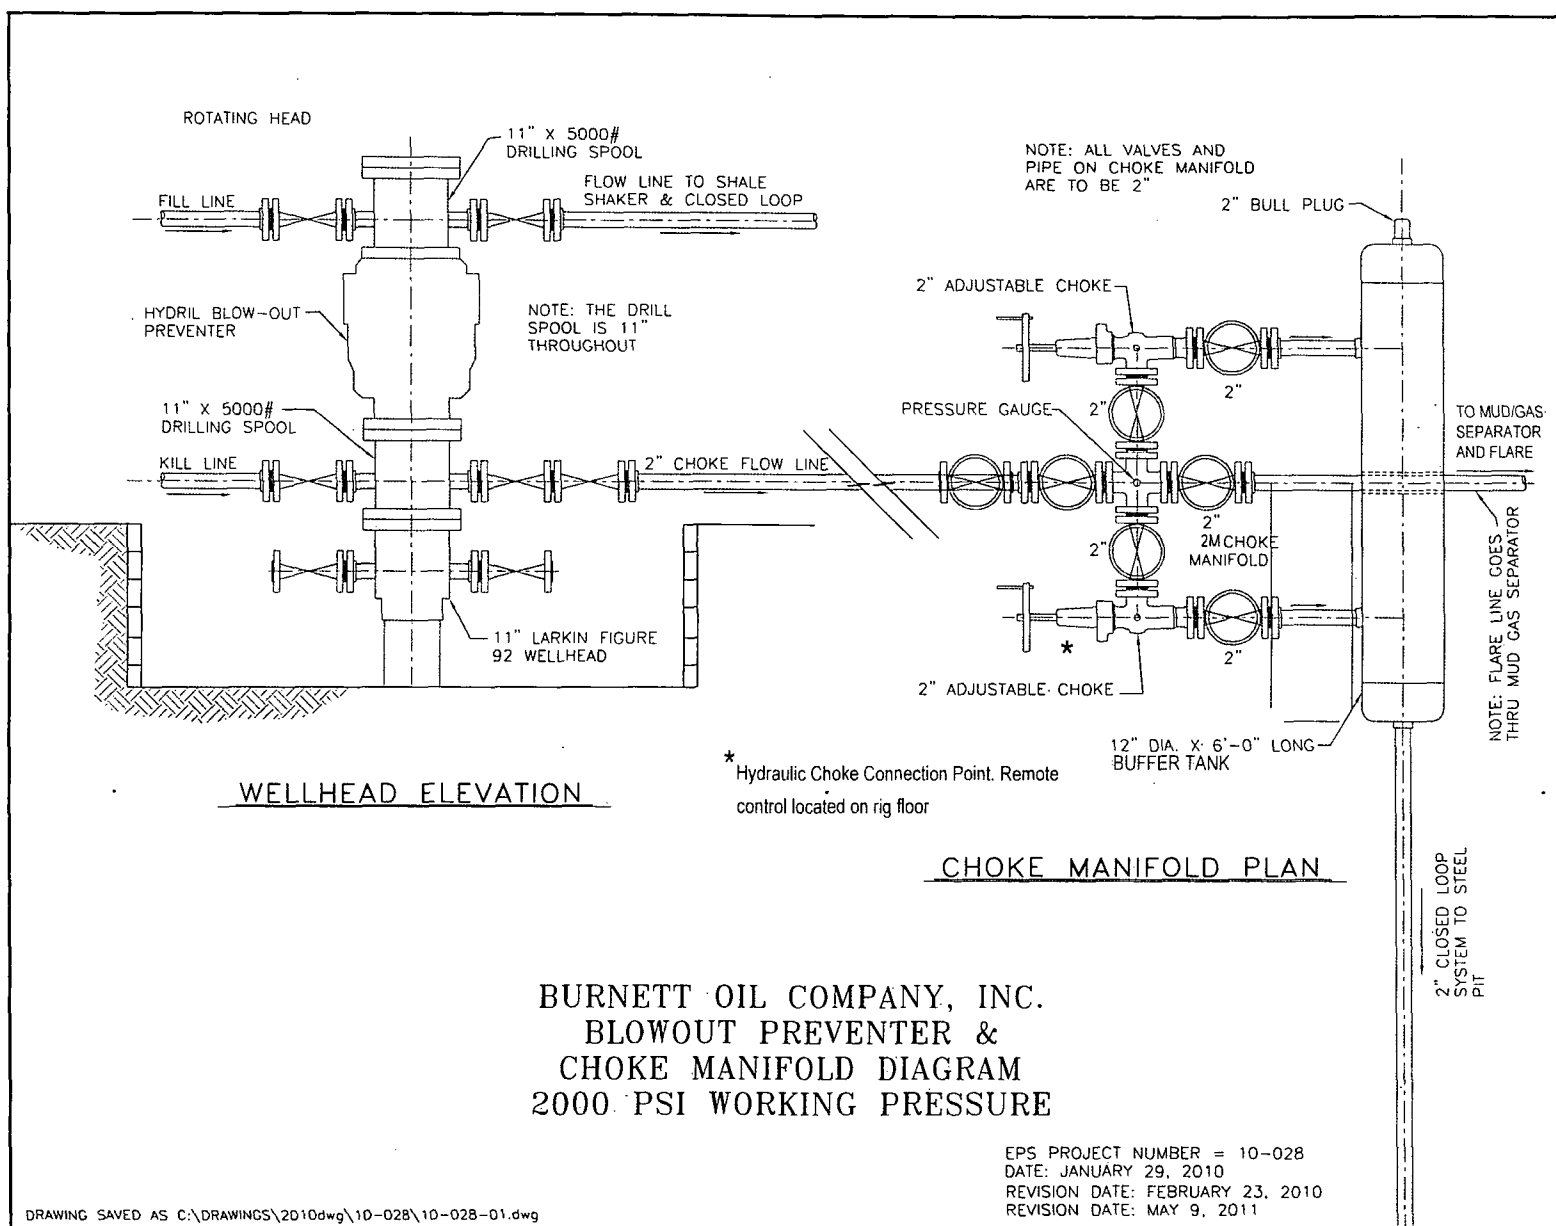 ROTATING HEAD
11" X 5000#
DRILLING SPOOL
FILL LINE
FLOW LINE TO SHALE
SHAKER & CLOSED LOOP
HYDRIL BLOW-OUT
PREVENTER
NOTE: THE DRILL
SPOOL IS 11"
THROUGHOUT
11" X 5000#
DRILLING SPOOL
KILL LINE
2" CHOKE FLOW LINE
11" LARKIN FIGURE
92 WELLHEAD
WELLHEAD ELEVATION
NOTE: ALL VALVES AND
PIPE ON CHOKE MANIFOLD
ARE TO BE 2"
2" BULL PLUG
2" ADJUSTABLE CHOKE
2"
PRESSURE GAUGE
2"
TO MUD/GAS
SEPARATOR
AND FLARE
2"
2M CHOKE
MANIFOLD
2"
2"
*
2" ADJUSTABLE CHOKE
NOTE: FLARE LINE GOES
THRU MUD GAS SEPARATOR
12" DIA. X 6'-0" LONG
BUFFER TANK
* Hydraulic Choke Connection Point. Remote
control located on rig floor
CHOKE MANIFOLD PLAN
2" CLOSED LOOP
SYSTEM TO STEEL
PIT
BURNETT OIL COMPANY, INC.
BLOWOUT PREVENTER &
CHOKE MANIFOLD DIAGRAM
2000 PSI WORKING PRESSURE
EPS PROJECT NUMBER = 10-028
DATE: JANUARY 29, 2010
REVISION DATE: FEBRUARY 23, 2010
REVISION DATE: MAY 9, 2011
DRAWING SAVED AS C:\DRAWINGS\2010dwg\10-028\10-028-01.dwg